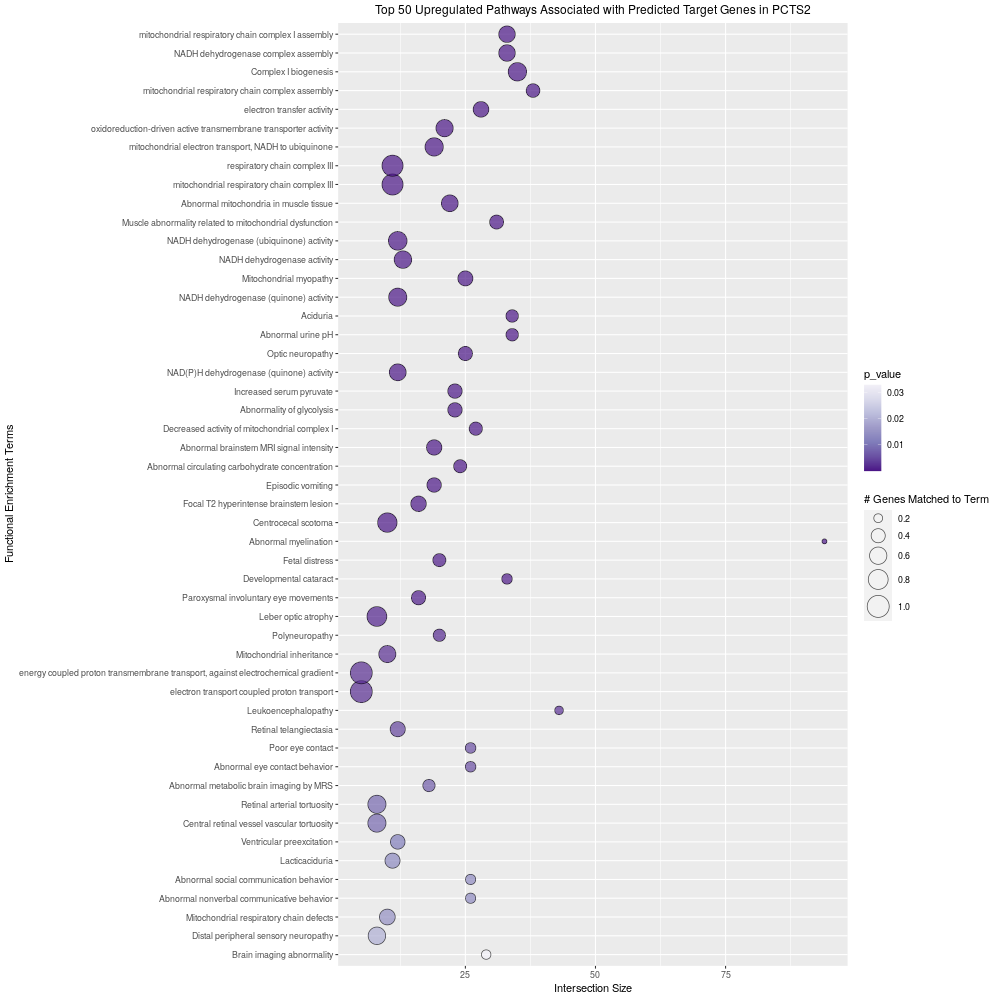 Top 50 Upregulated Pathways Associated with Predicted Target Genes in PCTS2
Functional Enrichment Terms
mitochondrial respiratory chain complex I assembly
NADH dehydrogenase complex assembly
Complex I biogenesis
mitochondrial respiratory chain complex assembly
electron transfer activity
oxidoreduction-driven active transmembrane transporter activity
mitochondrial electron transport, NADH to ubiquinone
respiratory chain complex III
mitochondrial respiratory chain complex III
Abnormal mitochondria in muscle tissue
Muscle abnormality related to mitochondrial dysfunction
NADH dehydrogenase (ubiquinone) activity
NADH dehydrogenase activity
Mitochondrial myopathy
NADH dehydrogenase (quinone) activity
Aciduria
Abnormal urine pH
Optic neuropathy
NAD(P)H dehydrogenase (quinone) activity
Increased serum pyruvate
Abnormality of glycolysis
Decreased activity of mitochondrial complex I
Abnormal brainstem MRI signal intensity
Abnormal circulating carbohydrate concentration
Episodic vomiting
Focal T2 hyperintense brainstem lesion
Centrocecal scotoma
Abnormal myelination
Fetal distress
Developmental cataract
Paroxysmal involuntary eye movements
Leber optic atrophy
Polyneuropathy
Mitochondrial inheritance
energy coupled proton transmembrane transport, against electrochemical gradient
electron transport coupled proton transport
Leukoencephalopathy
Retinal telangiectasia
Poor eye contact
Abnormal eye contact behavior
Abnormal metabolic brain imaging by MRS
Retinal arterial tortuosity
Central retinal vessel vascular tortuosity
Ventricular preexcitation
Lacticaciduria
Abnormal social communication behavior
Abnormal nonverbal communicative behavior
Mitochondrial respiratory chain defects
Distal peripheral sensory neuropathy
Brain imaging abnormality
25 50 75
Intersection Size
p_value
0.03
0.02
0.01
# Genes Matched to Term
0.2
0.4
0.6
0.8
1.0